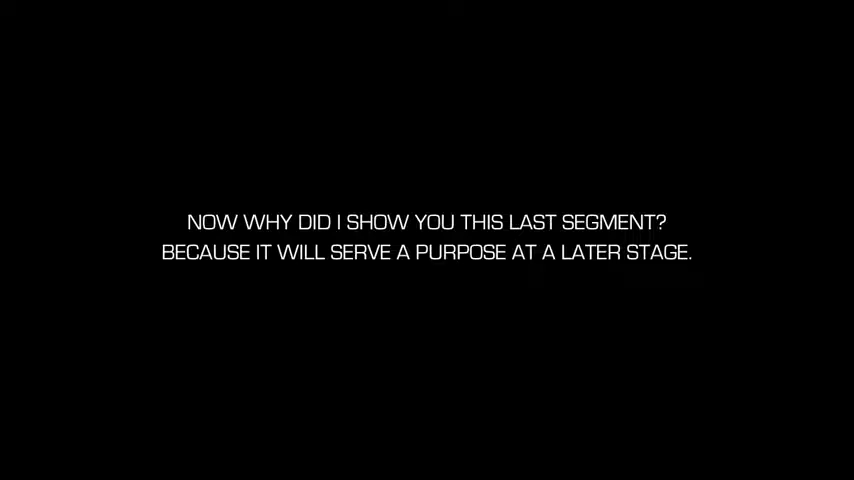 NOW WHY DID I SHOW YOU THIS LAST SEGMENT?
BECAUSE IT WILL SERVE A PURPOSE AT A LATER STAGE.